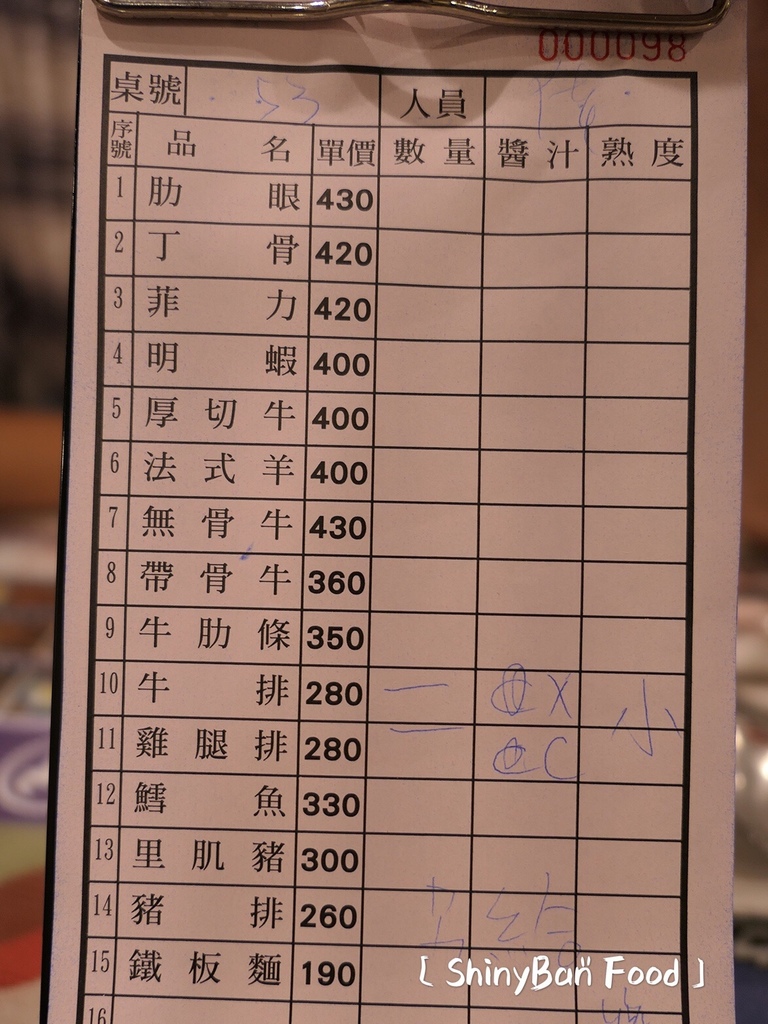 000098
桌號 53 人員
序號 品名 單價 數量 醬汁 熟度
1 肋眼 430
2 丁骨 420
3 菲力 420
4 明蝦 400
5 厚切牛 400
6 法式羊 400
7 無骨牛 430
8 帶骨牛 360
9 牛肋條 350
10 牛排 280 一 X 小
11 雞腿排 280 一 C
12 鱈魚 330
13 里肌豬 300
14 豬排 260
15 鐵板麵 190
16
[ ShinyBan Food ]